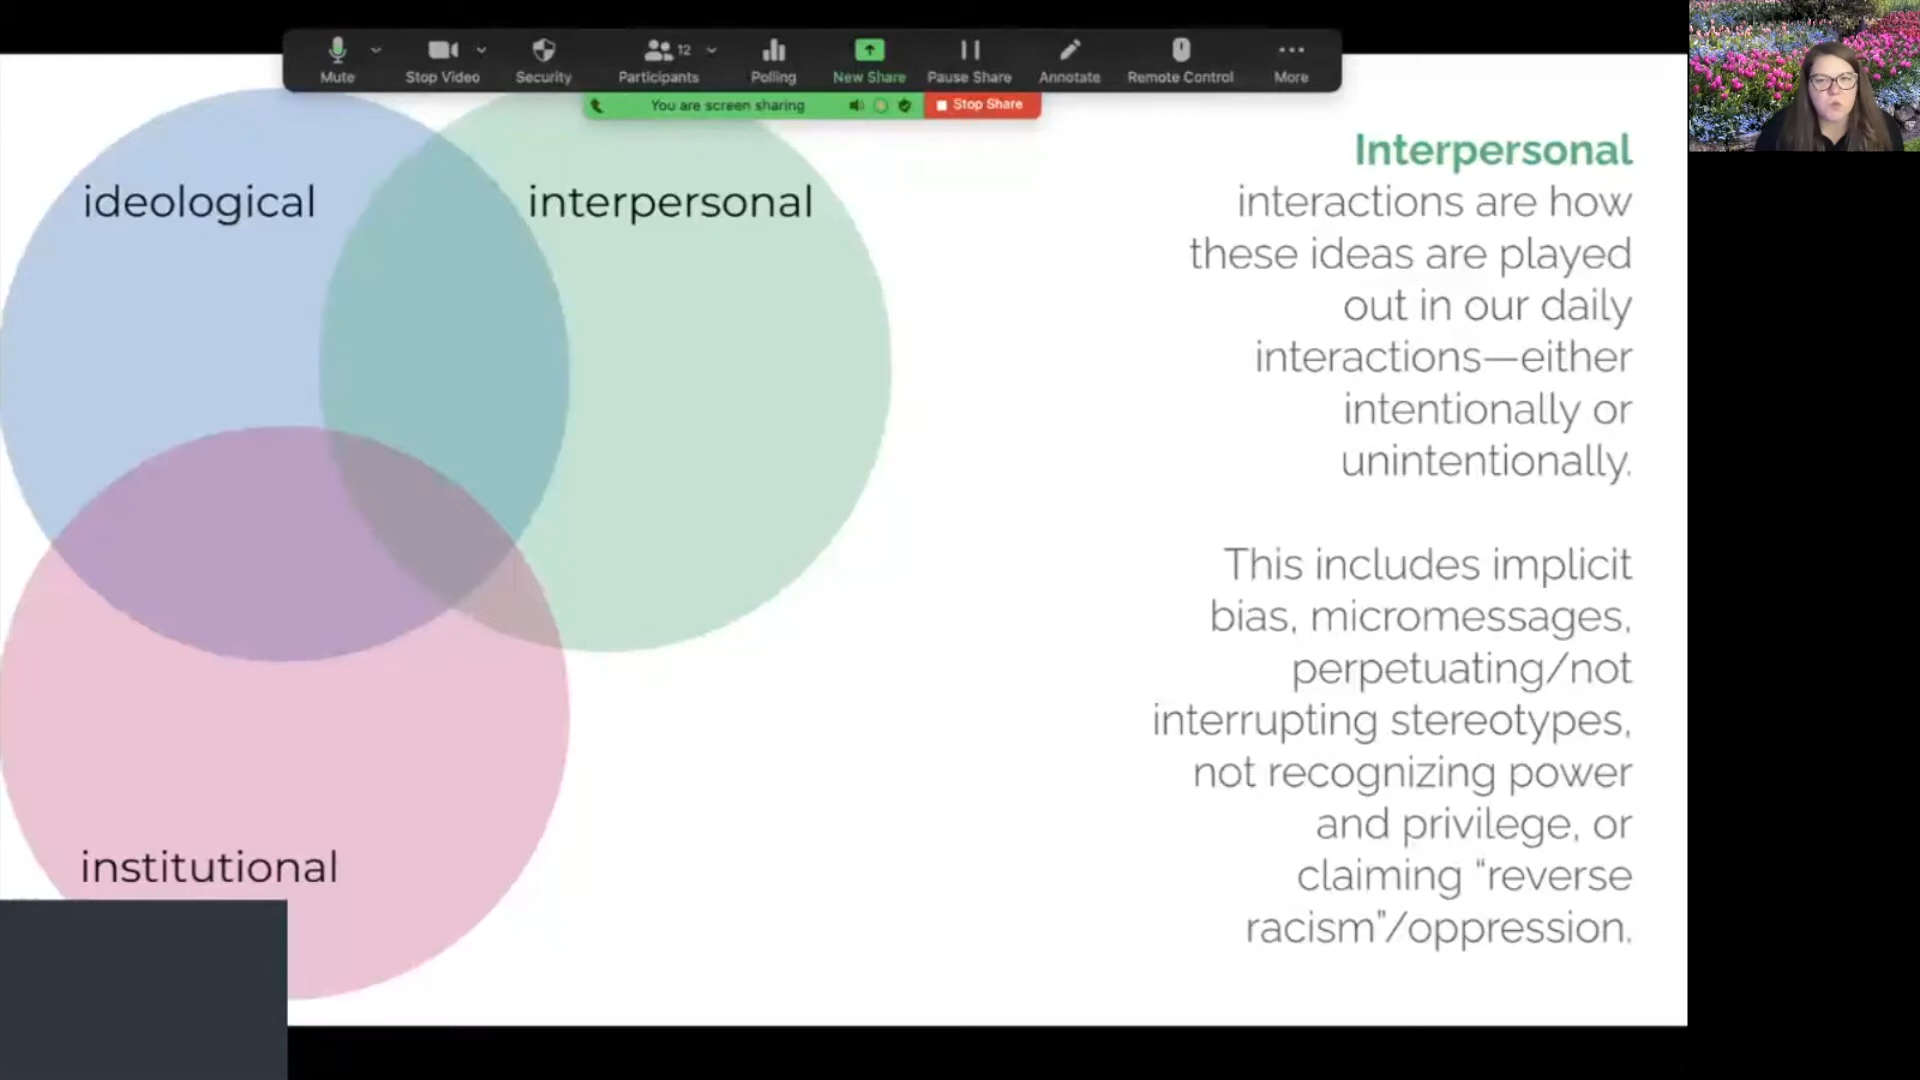 Mute
Stop Video
Security
12
Participants
Polling
New Share
Pause Share
Annotate
Remote Control
More
You are screen sharing
Stop Share
ideological
interpersonal
institutional
Interpersonal
interactions are how
these ideas are played
out in our daily
interactions—either
intentionally or
unintentionally.
This includes implicit
bias, micromessages,
perpetuating/not
interrupting stereotypes,
not recognizing power
and privilege, or
claiming “reverse
racism”/oppression.